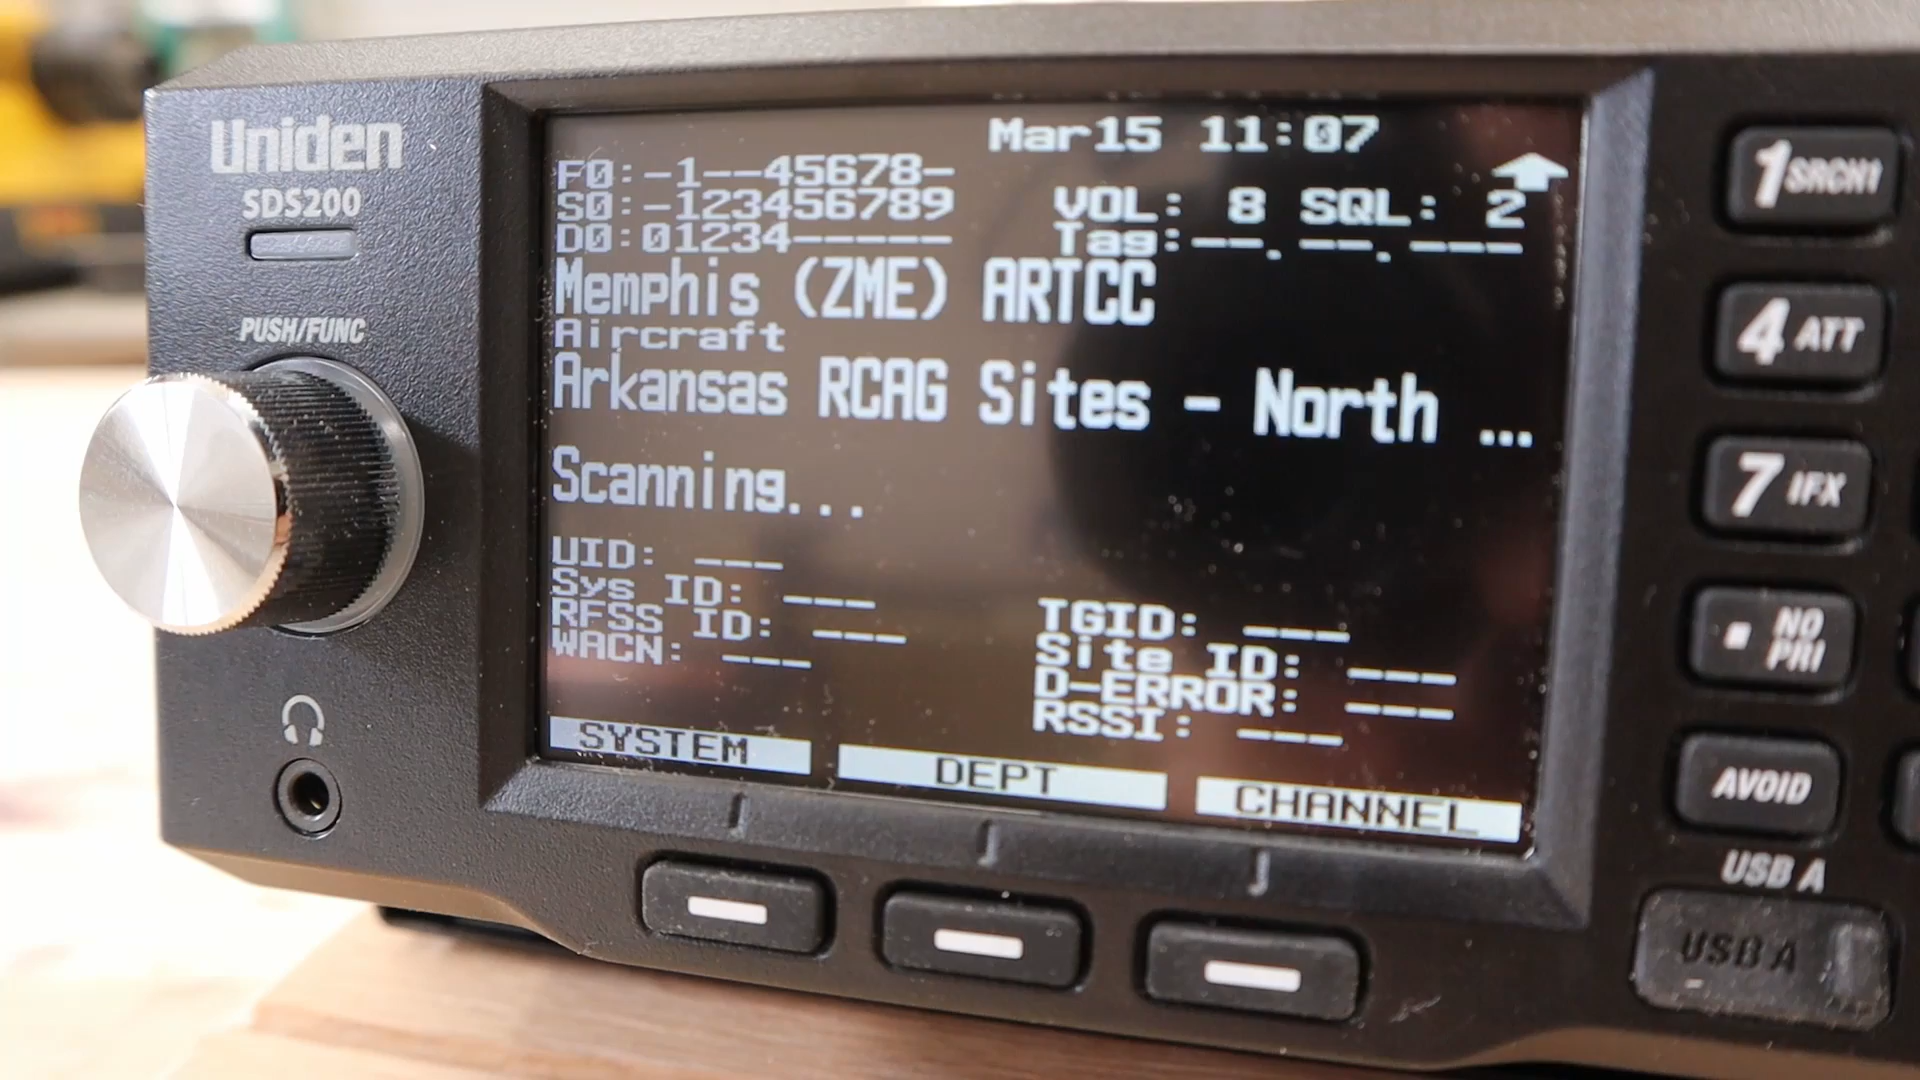 Uniden
SDS200
PUSH/FUNC
Mar15 11:07
F0:-1--45678-
S0:-123456789
VOL: 8 SQL: 2
D0:01234-----
Tag:--.--.---
Memphis (ZME) ARTCC
Aircraft
Arkansas RCAG Sites - North ...
Scanning...
UID: ---
Sys ID: ---
TGID: ---
RFSS ID: ---
Site ID: ---
WACN: ---
D-ERROR: ---
RSSI: ---
SYSTEM
DEPT
CHANNEL
1 SRCH1
4 ATT
7 IFX
. NO PRI
AVOID
USB A
USB A